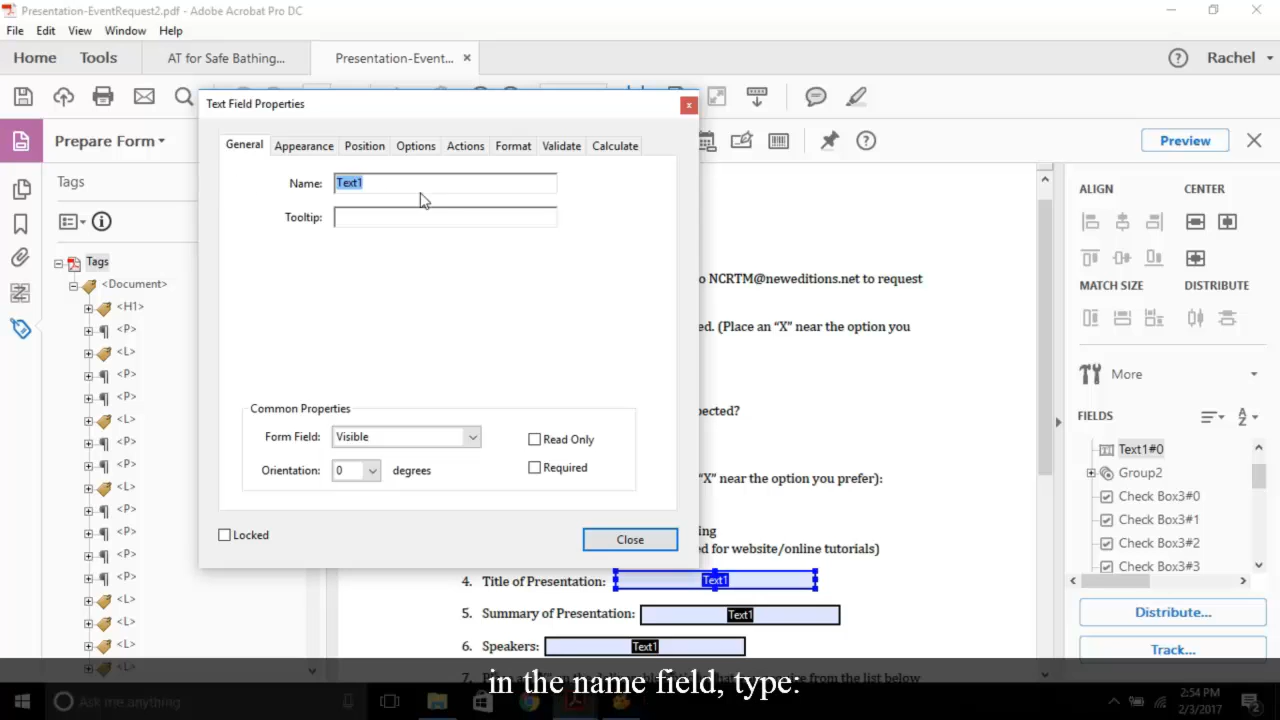 Presentation-EventRequest2.pdf - Adobe Acrobat Pro DC
File Edit View Window Help
Home Tools AT for Safe Bathing... Presentation-Event... × Rachel
Prepare Form Preview
Text Field Properties
General Appearance Position Options Actions Format Validate Calculate
Name: Text1
Tooltip:
Common Properties
Form Field: Visible Read Only
Orientation: 0 degrees Required
Locked Close
Tags
Tags
<Document>
<H1>
<P>
<L>
<P>
<P>
<L>
<P>
<P>
<L>
<P>
<P>
<P>
<P>
<L>
<L>
<L>
<L>
o NCRTM@neweditions.net to request
ed. (Place an “X” near the option you
pected?
“X” near the option you prefer):
ing
ed for website/online tutorials)
4. Title of Presentation: Text1
5. Summary of Presentation: Text1
6. Speakers: Text1
ALIGN CENTER
MATCH SIZE DISTRIBUTE
More
FIELDS
Text1#0
Group2
Check Box3#0
Check Box3#1
Check Box3#2
Check Box3#3
Distribute...
Track...
in the name field, type:
Ask me anything
2:54 PM
2/3/2017